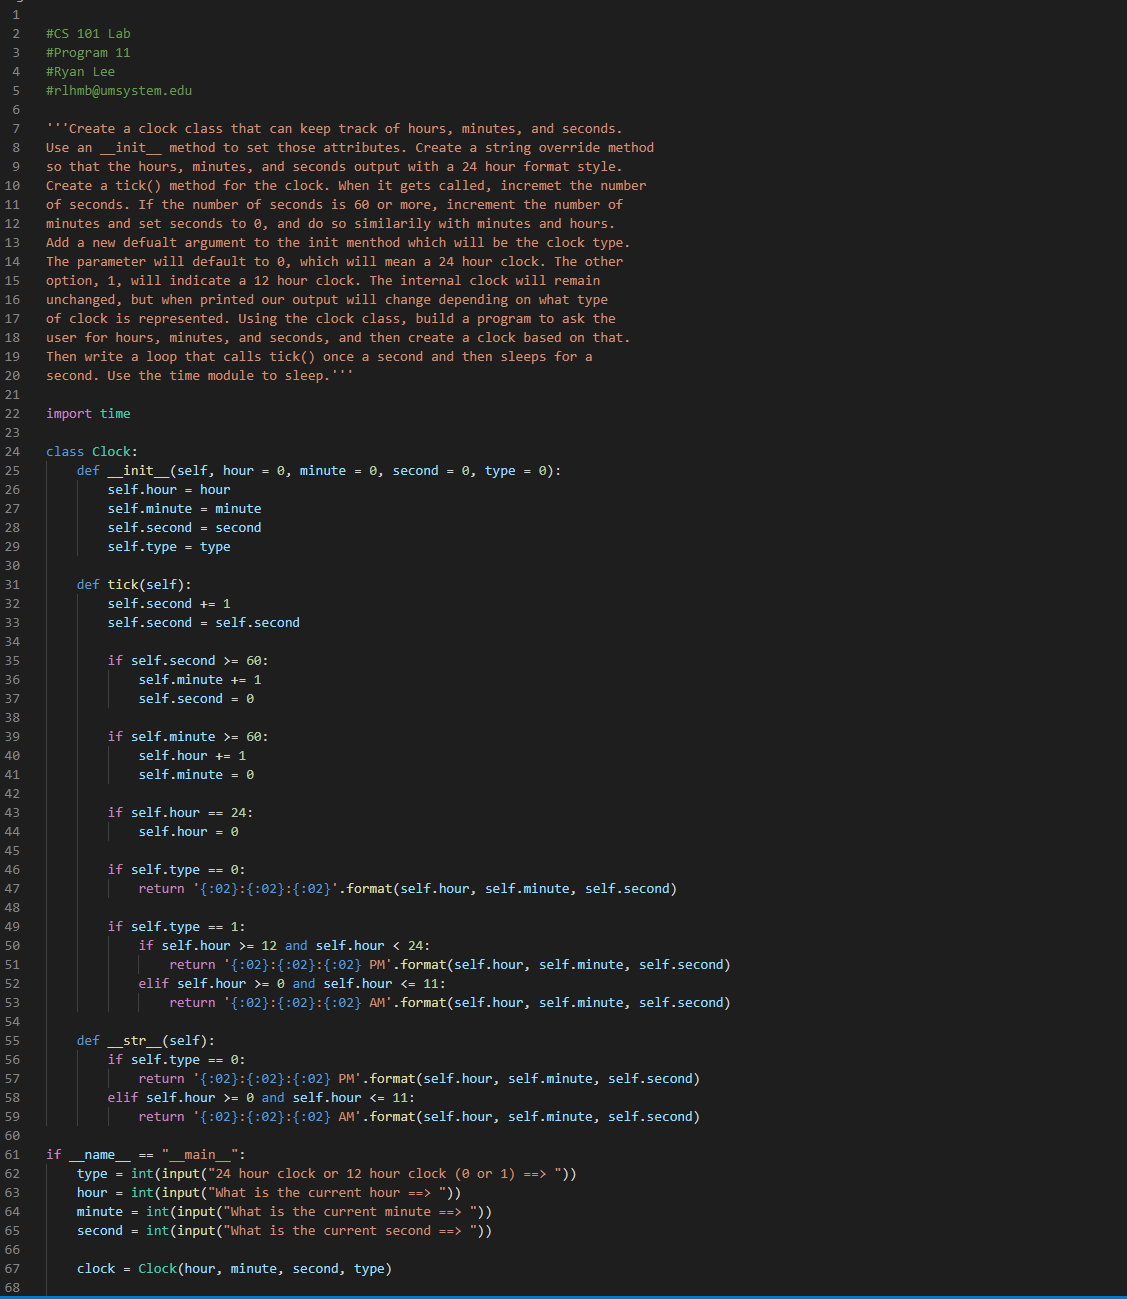 1
2 #CS 101 Lab
3 #Program 11
4 #Ryan Lee
5 #rlhmb@umsystem.edu
6
7 '''Create a clock class that can keep track of hours, minutes, and seconds.
8 Use an __init__ method to set those attributes. Create a string override method
9 so that the hours, minutes, and seconds output with a 24 hour format style.
10 Create a tick() method for the clock. When it gets called, incremet the number
11 of seconds. If the number of seconds is 60 or more, increment the number of
12 minutes and set seconds to 0, and do so similarily with minutes and hours.
13 Add a new defualt argument to the init menthod which will be the clock type.
14 The parameter will default to 0, which will mean a 24 hour clock. The other
15 option, 1, will indicate a 12 hour clock. The internal clock will remain
16 unchanged, but when printed our output will change depending on what type
17 of clock is represented. Using the clock class, build a program to ask the
18 user for hours, minutes, and seconds, and then create a clock based on that.
19 Then write a loop that calls tick() once a second and then sleeps for a
20 second. Use the time module to sleep.'''
21
22 import time
23
24 class Clock:
25     def __init__(self, hour = 0, minute = 0, second = 0, type = 0):
26         self.hour = hour
27         self.minute = minute
28         self.second = second
29         self.type = type
30
31     def tick(self):
32         self.second += 1
33         self.second = self.second
34
35         if self.second >= 60:
36             self.minute += 1
37             self.second = 0
38
39         if self.minute >= 60:
40             self.hour += 1
41             self.minute = 0
42
43         if self.hour == 24:
44             self.hour = 0
45
46         if self.type == 0:
47             return '{:02}:{:02}:{:02}'.format(self.hour, self.minute, self.second)
48
49         if self.type == 1:
50             if self.hour >= 12 and self.hour < 24:
51                 return '{:02}:{:02}:{:02} PM'.format(self.hour, self.minute, self.second)
52             elif self.hour >= 0 and self.hour <= 11:
53                 return '{:02}:{:02}:{:02} AM'.format(self.hour, self.minute, self.second)
54
55     def __str__(self):
56         if self.type == 0:
57             return '{:02}:{:02}:{:02} PM'.format(self.hour, self.minute, self.second)
58         elif self.hour >= 0 and self.hour <= 11:
59             return '{:02}:{:02}:{:02} AM'.format(self.hour, self.minute, self.second)
60
61 if __name__ == "__main__":
62     type = int(input("24 hour clock or 12 hour clock (0 or 1) ==> "))
63     hour = int(input("What is the current hour ==> "))
64     minute = int(input("What is the current minute ==> "))
65     second = int(input("What is the current second ==> "))
66
67     clock = Clock(hour, minute, second, type)
68